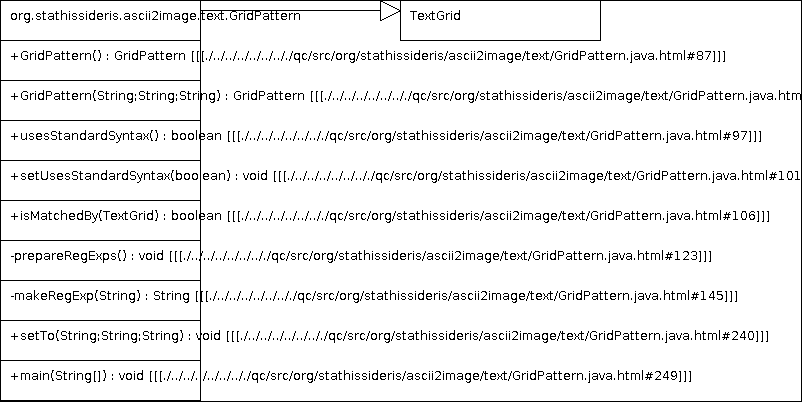 org.stathissideris.ascii2image.text.GridPattern
TextGrid
+GridPattern() : GridPattern [[[./../../../../../../qc/src/org/stathissideris/ascii2image/text/GridPattern.java.html#87]]]
+GridPattern(String;String;String) : GridPattern [[[./../../../../../../qc/src/org/stathissideris/ascii2image/text/GridPattern.java.htm
+usesStandardSyntax() : boolean [[[./../../../../../../qc/src/org/stathissideris/ascii2image/text/GridPattern.java.html#97]]]
+setUsesStandardSyntax(boolean) : void [[[./../../../../../../qc/src/org/stathissideris/ascii2image/text/GridPattern.java.html#101
+isMatchedBy(TextGrid) : boolean [[[./../../../../../../qc/src/org/stathissideris/ascii2image/text/GridPattern.java.html#106]]]
-prepareRegExps() : void [[[./../../../../../../qc/src/org/stathissideris/ascii2image/text/GridPattern.java.html#123]]]
-makeRegExp(String) : String [[[./../../../../../../qc/src/org/stathissideris/ascii2image/text/GridPattern.java.html#145]]]
+setTo(String;String;String) : void [[[./../../../../../../qc/src/org/stathissideris/ascii2image/text/GridPattern.java.html#240]]]
+main(String[]) : void [[[./../../../../../../qc/src/org/stathissideris/ascii2image/text/GridPattern.java.html#249]]]